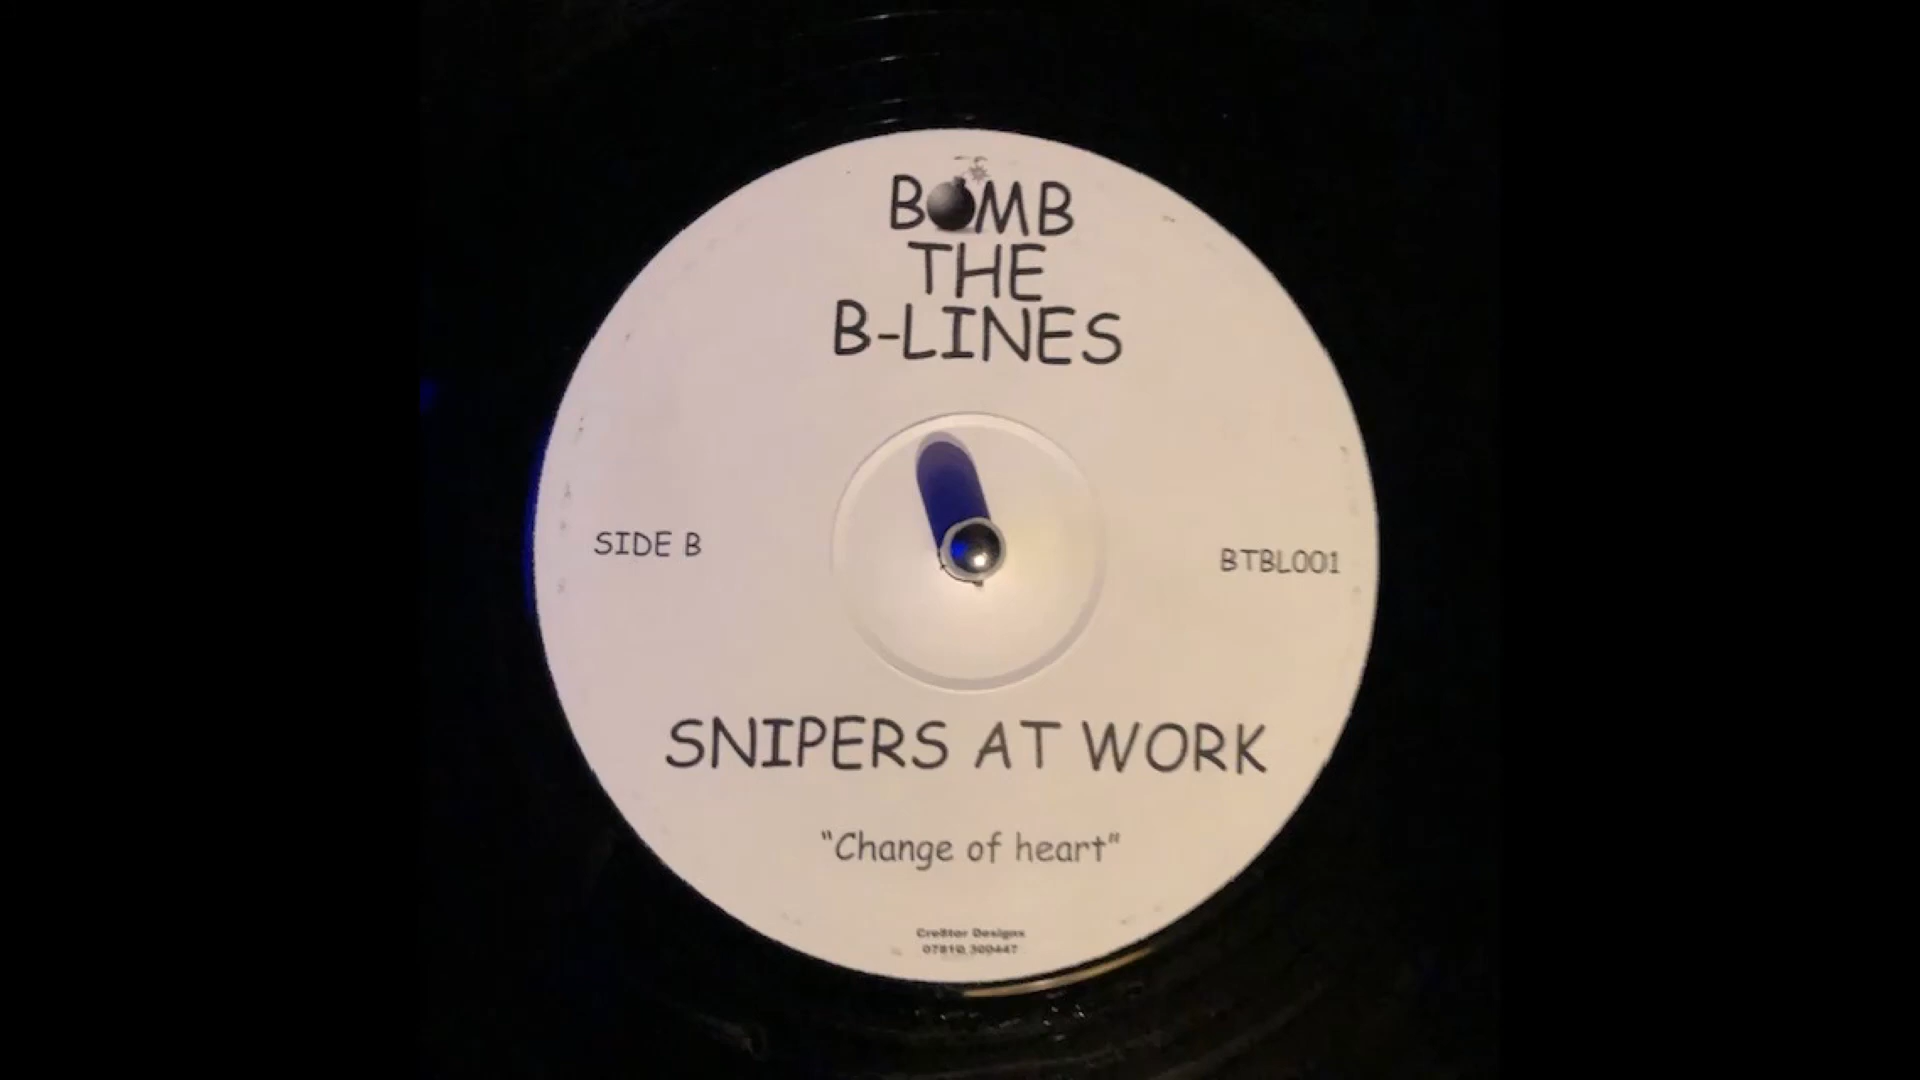 BOMB
THE
B-LINES
SIDE B
BTBL001
SNIPERS AT WORK
"Change of heart"
Cre8tor Designs
07810 300447